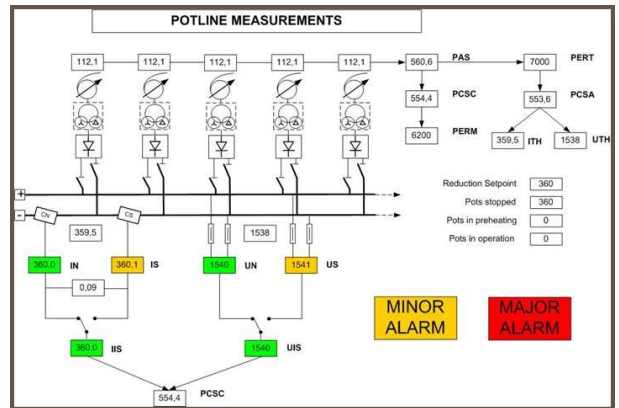 POTLINE MEASUREMENTS
112,1 112,1 112,1 112,1 112,1 560,6 PAS 7000 PERT
554,4 PCSC 553,6 PCSA
6200 PERM 359,5 ITH 1538 UTH
+
-
CN CS
359,5 1538
Reduction Setpoint 360
Pots stopped 360
Pots in preheating 0
Pots in operation 0
360,0 IN 360,1 IS 1540 UN 1541 US
0,09
MINOR ALARM
MAJOR ALARM
360,0 IIS 1540 UIS
554,4 PCSC